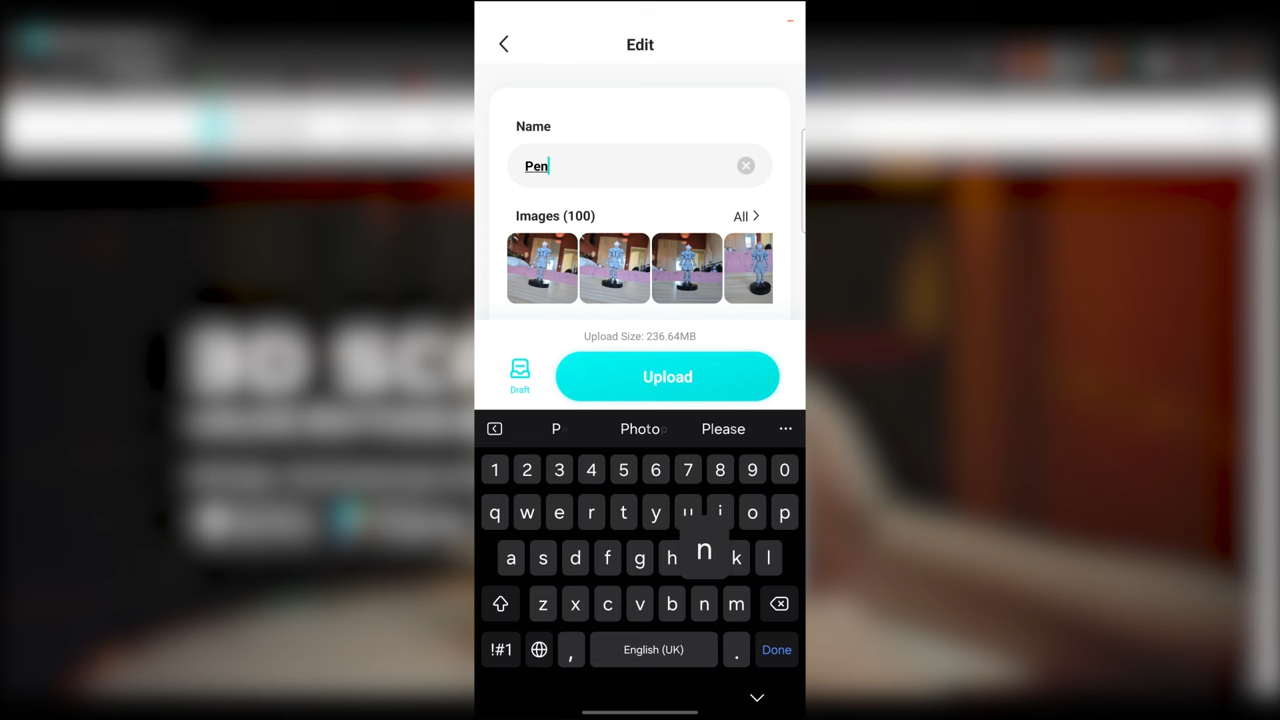 Edit
Name
Pen
Images (100)
All >
Upload Size: 236.64MB
Draft
Upload
P
Photo
Please
1 2 3 4 5 6 7 8 9 0
q w e r t y u i o p
n
a s d f g h k l
z x c v b n m
!#1 , English (UK) . Done